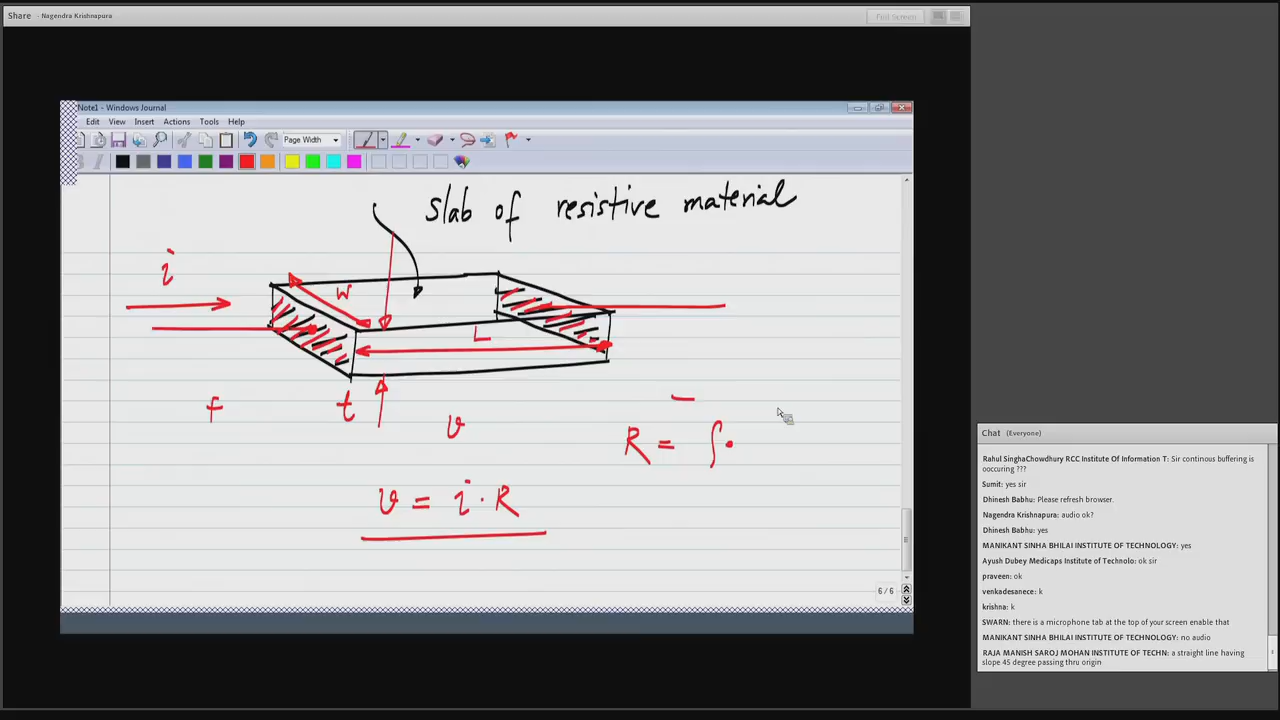 Share - Nagendra Krishnapura
Full Screen
Note1 - Windows Journal
Edit View Insert Actions Tools Help
Page Width
slab of resistive material
i
W
L
t
v
−
R = ρ·
v = i · R
6 / 6
Chat (Everyone)
Rahul SinghaChowdhury RCC Institute Of Information T: Sir continous buffering is
ooccuring ???
Sumit: yes sir
Dhinesh Babhu: Please refresh browser.
Nagendra Krishnapura: audio ok?
Dhinesh Babhu: yes
MANIKANT SINHA BHILAI INSTITUTE OF TECHNOLOGY: yes
Ayush Dubey Medicaps Institute of Technolo: ok sir
praveen: ok
venkadesanece: k
krishna: k
SWARN: there is a microphone tab at the top of your screen enable that
MANIKANT SINHA BHILAI INSTITUTE OF TECHNOLOGY: no audio
RAJA MANISH SAROJ MOHAN INSTITUTE OF TECHN: a straight line having
slope 45 degree passing thru origin